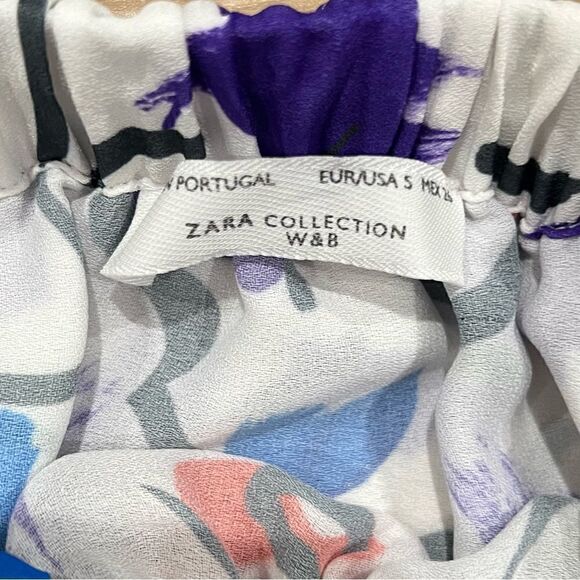 PORTUGAL EUR/USA S MEX 26
ZARA COLLECTION
W&B